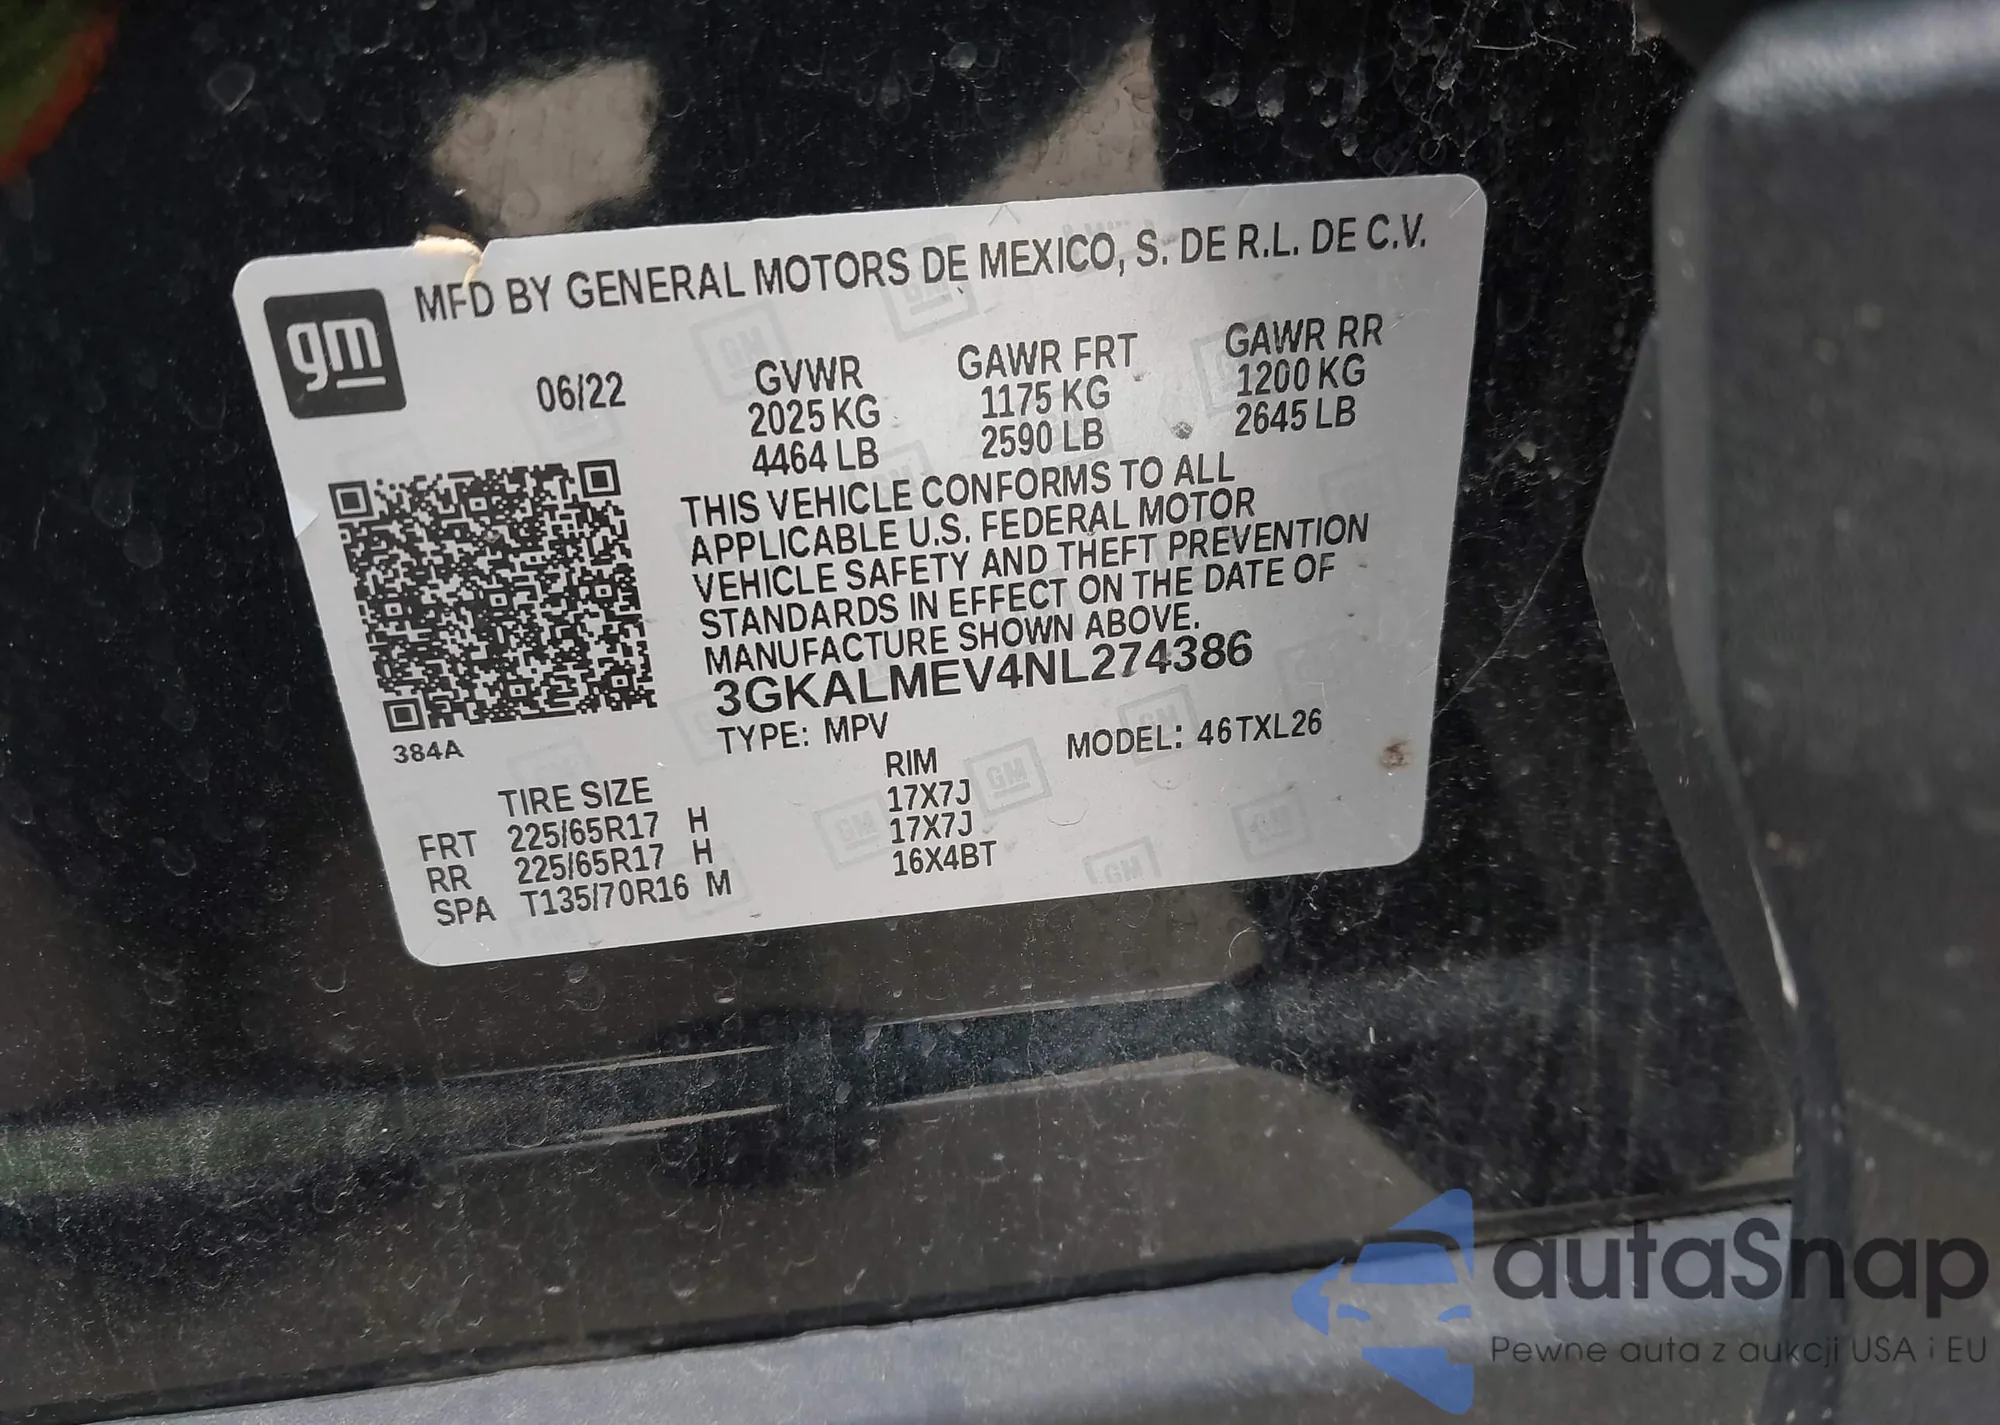 MFD BY GENERAL MOTORS DE MEXICO, S. DE R.L. DE C.V.
gm
06/22
GVWR GAWR FRT GAWR RR
2025 KG 1175 KG 1200 KG
4464 LB 2590 LB 2645 LB
THIS VEHICLE CONFORMS TO ALL
APPLICABLE U.S. FEDERAL MOTOR
VEHICLE SAFETY AND THEFT PREVENTION
STANDARDS IN EFFECT ON THE DATE OF
MANUFACTURE SHOWN ABOVE.
3GKALMEV4NL274386
TYPE: MPV MODEL: 46TXL26
384A
TIRE SIZE RIM
FRT 225/65R17 H 17X7J
RR 225/65R17 H 17X7J
SPA T135/70R16 M 16X4BT
autaSnap
Pewne auta z aukcji USA i EU